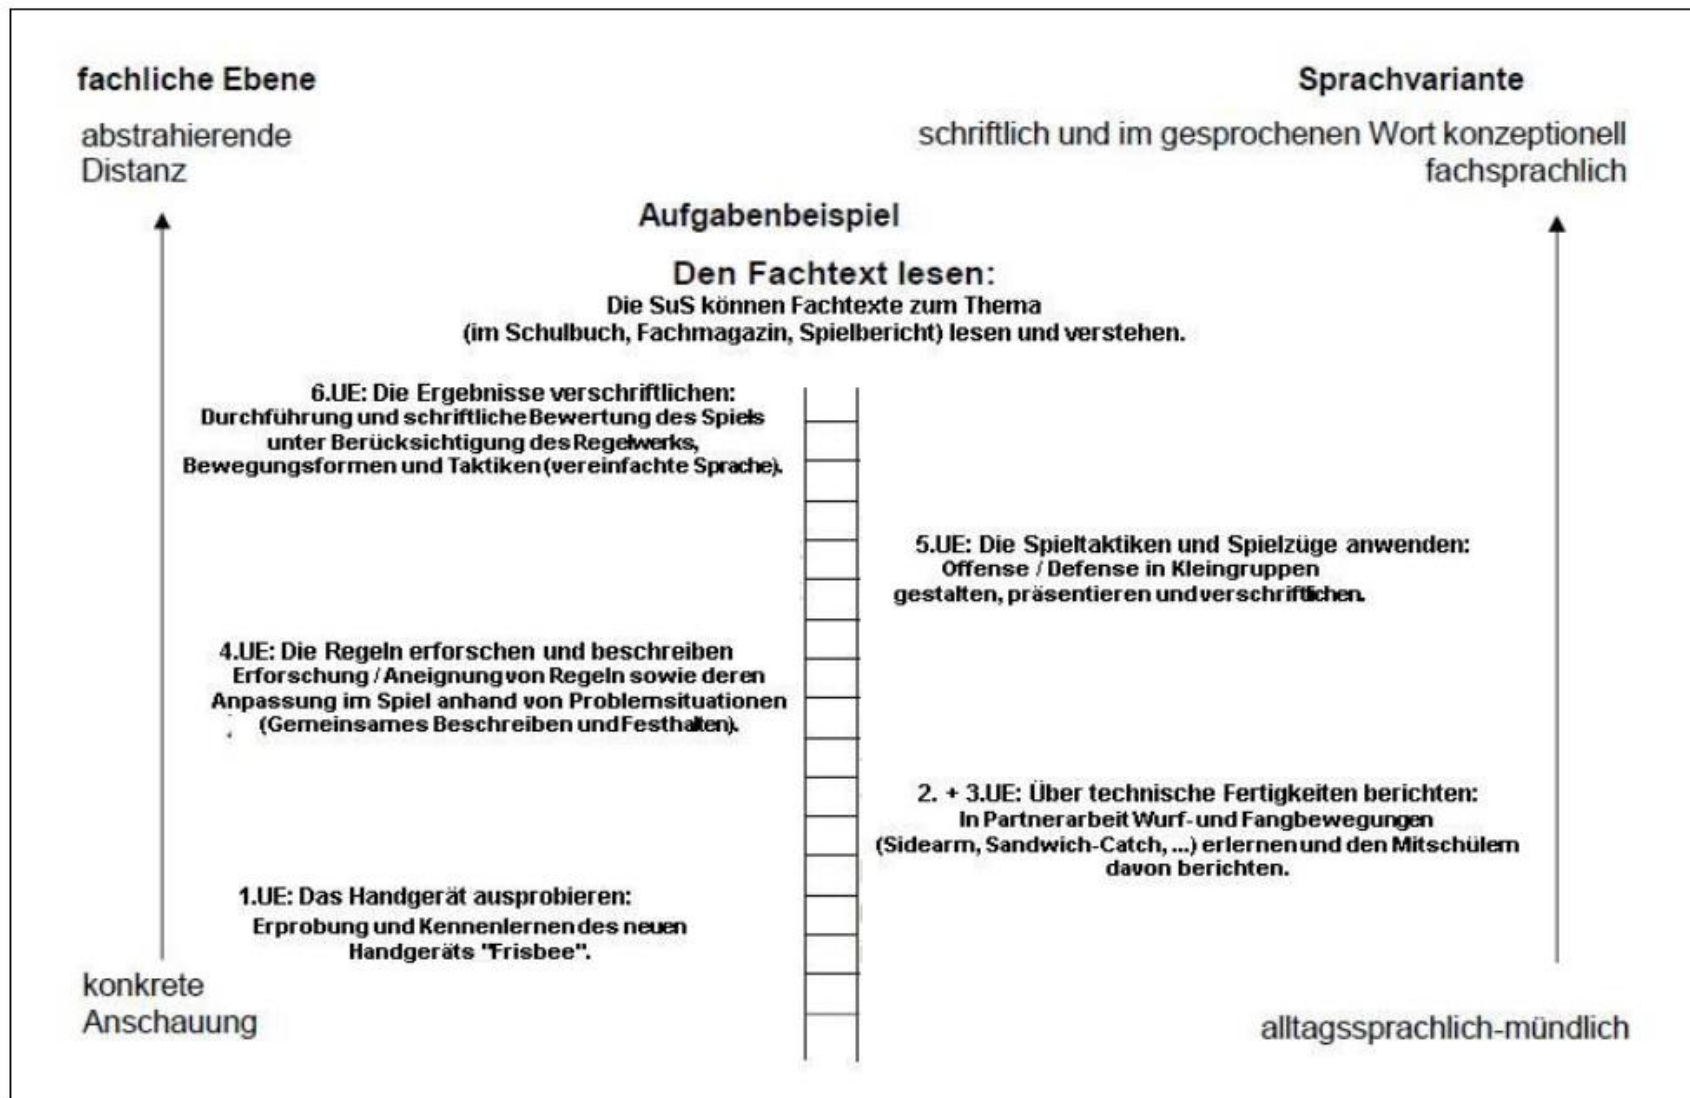 fachliche Ebene
Sprachvariante
abstrahierende
Distanz
schriftlich und im gesprochenen Wort konzeptionell
fachsprachlich
Aufgabenbeispiel
Den Fachtext lesen:
Die SuS können Fachtexte zum Thema
(im Schulbuch, Fachmagazin, Spielbericht) lesen und verstehen.
6.UE: Die Ergebnisse verschriftlichen:
Durchführung und schriftliche Bewertung des Spiels
unter Berücksichtigung des Regelwerks,
Bewegungsformen und Taktiken (vereinfachte Sprache).
5.UE: Die Spieltaktiken und Spielzüge anwenden:
Offense / Defense in Kleingruppen
gestalten, präsentieren und verschriftlichen.
4.UE: Die Regeln erforschen und beschreiben
Erforschung / Aneignung von Regeln sowie deren
Anpassung im Spiel anhand von Problemsituationen
(Gemeinsames Beschreiben und Festhalten).
2. + 3.UE: Über technische Fertigkeiten berichten:
In Partnerarbeit Wurf- und Fangbewegungen
(Sidearm, Sandwich-Catch, ...) erlernen und den Mitschülern
davon berichten.
1.UE: Das Handgerät ausprobieren:
Erprobung und Kennenlernen des neuen
Handgeräts "Frisbee".
konkrete
Anschauung
alltagssprachlich-mündlich